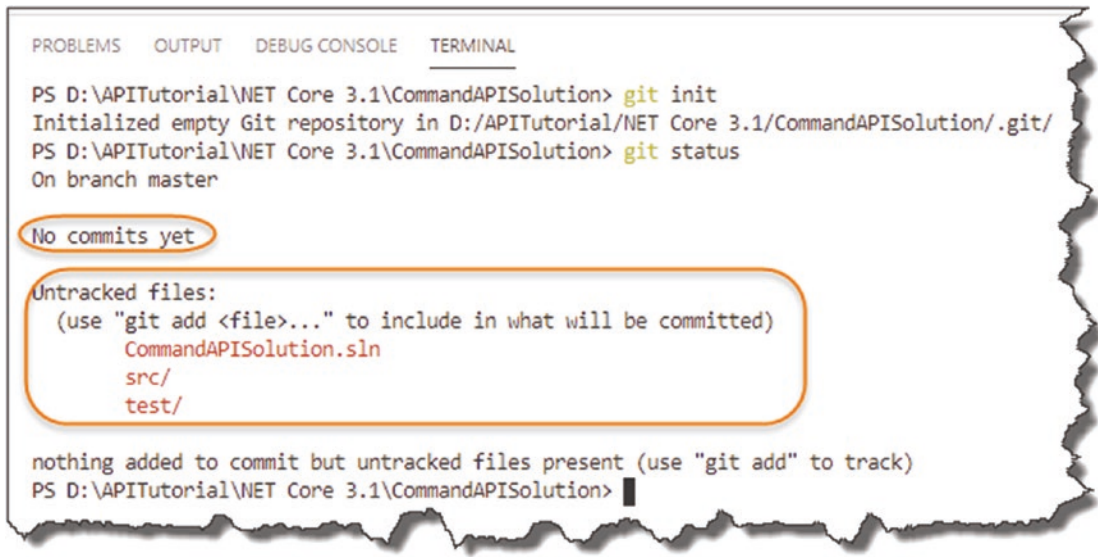 PROBLEMS OUTPUT DEBUG CONSOLE TERMINAL
PS D:\APITutorial\NET Core 3.1\CommandAPISolution> git init
Initialized empty Git repository in D:/APITutorial/NET Core 3.1/CommandAPISolution/.git/
PS D:\APITutorial\NET Core 3.1\CommandAPISolution> git status
On branch master
No commits yet
Untracked files:
(use "git add <file>..." to include in what will be committed)
CommandAPISolution.sln
src/
test/
nothing added to commit but untracked files present (use "git add" to track)
PS D:\APITutorial\NET Core 3.1\CommandAPISolution>